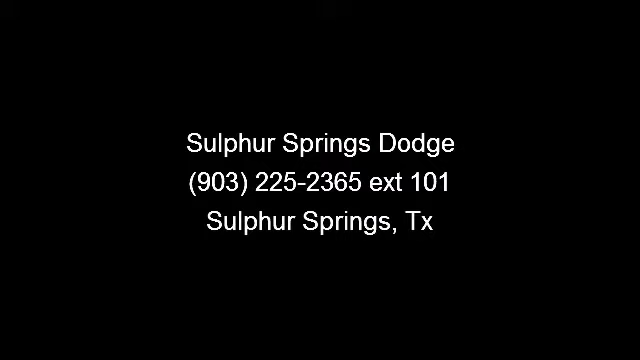 Sulphur Springs Dodge
(903) 225-2365 ext 101
Sulphur Springs, Tx